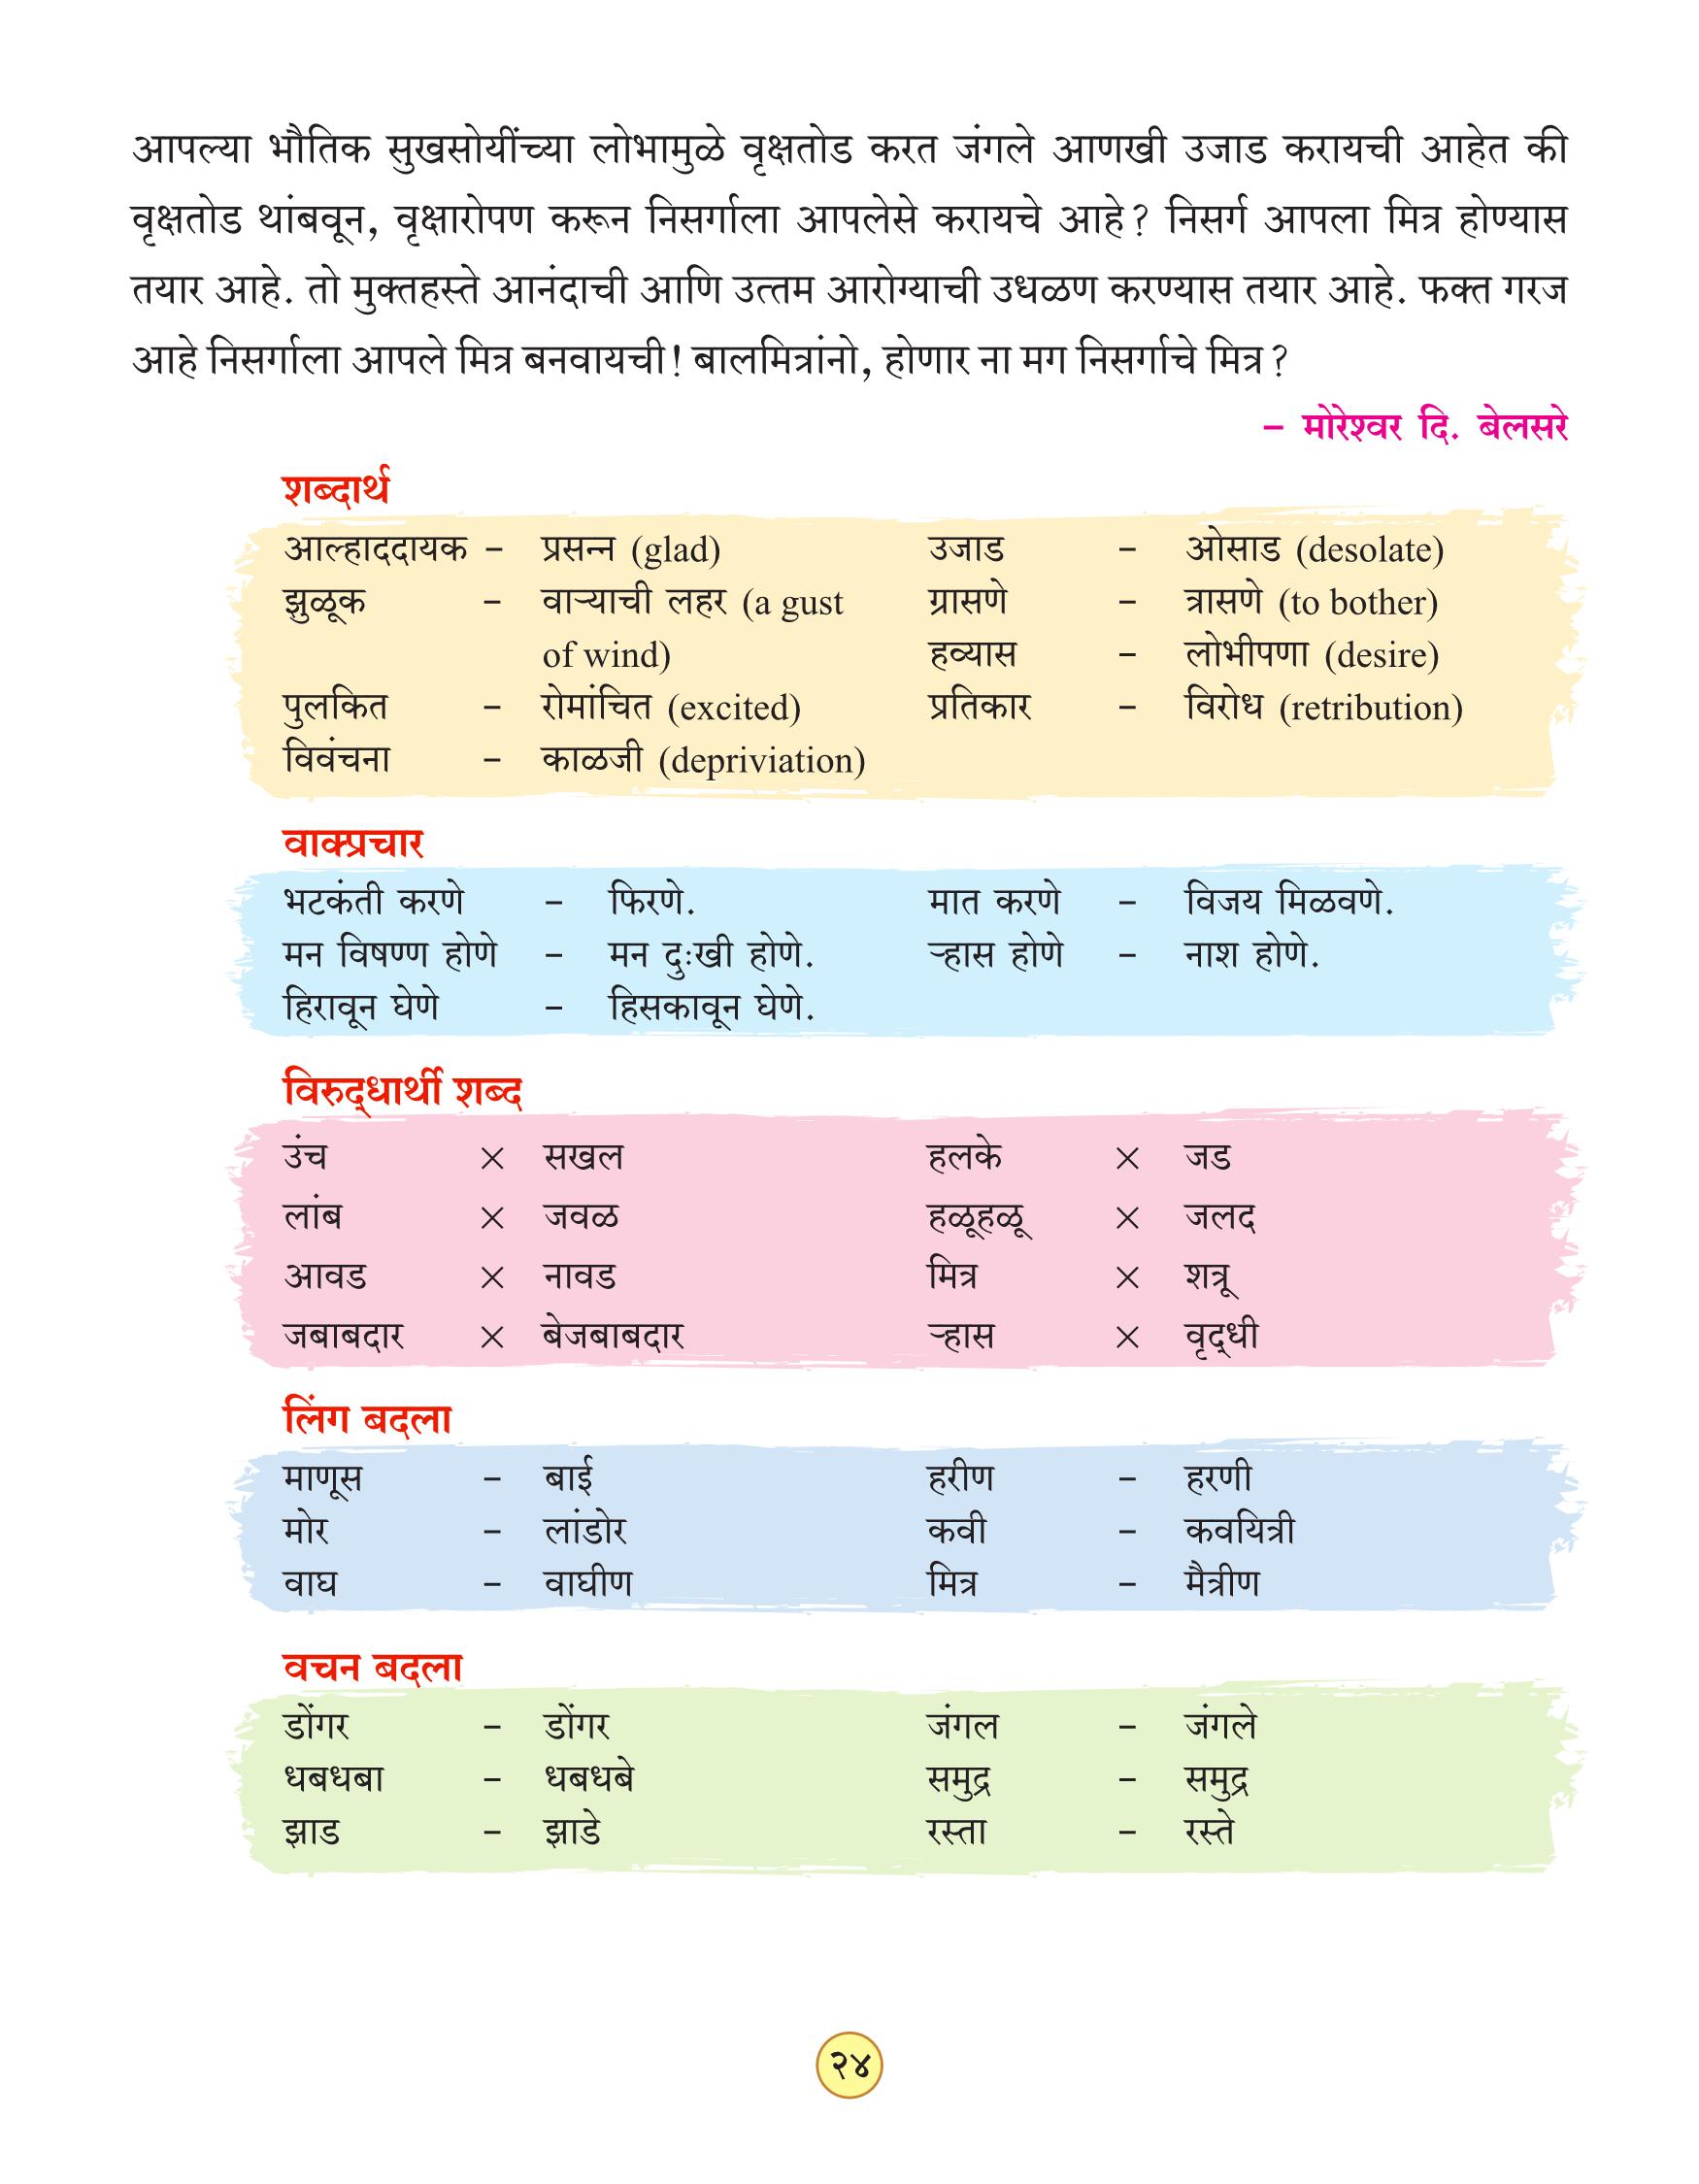 आपल्या भौतिक सुखसोयींच्या लोभामुळे वृक्षतोड करत जंगले आणखी उजाड करायची आहेत की
वृक्षतोड थांबवून, वृक्षारोपण करून निसर्गाला आपलेसे करायचे आहे? निसर्ग आपला मित्र होण्यास
तयार आहे. तो मुक्तहस्ते आनंदाची आणि उत्तम आरोग्याची उधळण करण्यास तयार आहे. फक्त गरज
आहे निसर्गाला आपले मित्र बनवायची! बालमित्रांनो, होणार ना मग निसर्गाचे मित्र?
– मोरेश्वर दि. बेलसरे
शब्दार्थ
आल्हाददायक – प्रसन्न (glad) उजाड – ओसाड (desolate)
झुळूक – वाऱ्याची लहर (a gust ग्रासणे – त्रासणे (to bother)
of wind) हव्यास – लोभीपणा (desire)
पुलकित – रोमांचित (excited) प्रतिकार – विरोध (retribution)
विवंचना – काळजी (depriviation)
वाक्प्रचार
भटकंती करणे – फिरणे. मात करणे – विजय मिळवणे.
मन विषण्ण होणे – मन दुःखी होणे. ऱ्हास होणे – नाश होणे.
हिरावून घेणे – हिसकावून घेणे.
विरुद्‌धार्थी शब्द
उंच × सखल हलके × जड
लांब × जवळ हळूहळू × जलद
आवड × नावड मित्र × शत्रू
जबाबदार × बेजबाबदार ऱ्हास × वृद्‌धी
लिंग बदला
माणूस – बाई हरीण – हरणी
मोर – लांडोर कवी – कवयित्री
वाघ – वाघीण मित्र – मैत्रीण
वचन बदला
डोंगर – डोंगर जंगल – जंगले
धबधबा – धबधबे समुद्र – समुद्र
झाड – झाडे रस्ता – रस्ते
२४